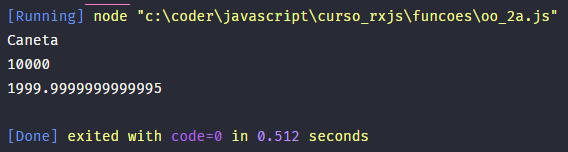 [Running] node "c:\coder\javascript\curso_rxjs\funcoes\oo_2a.js"
Caneta
10000
1999.9999999999995
[Done] exited with code=0 in 0.512 seconds